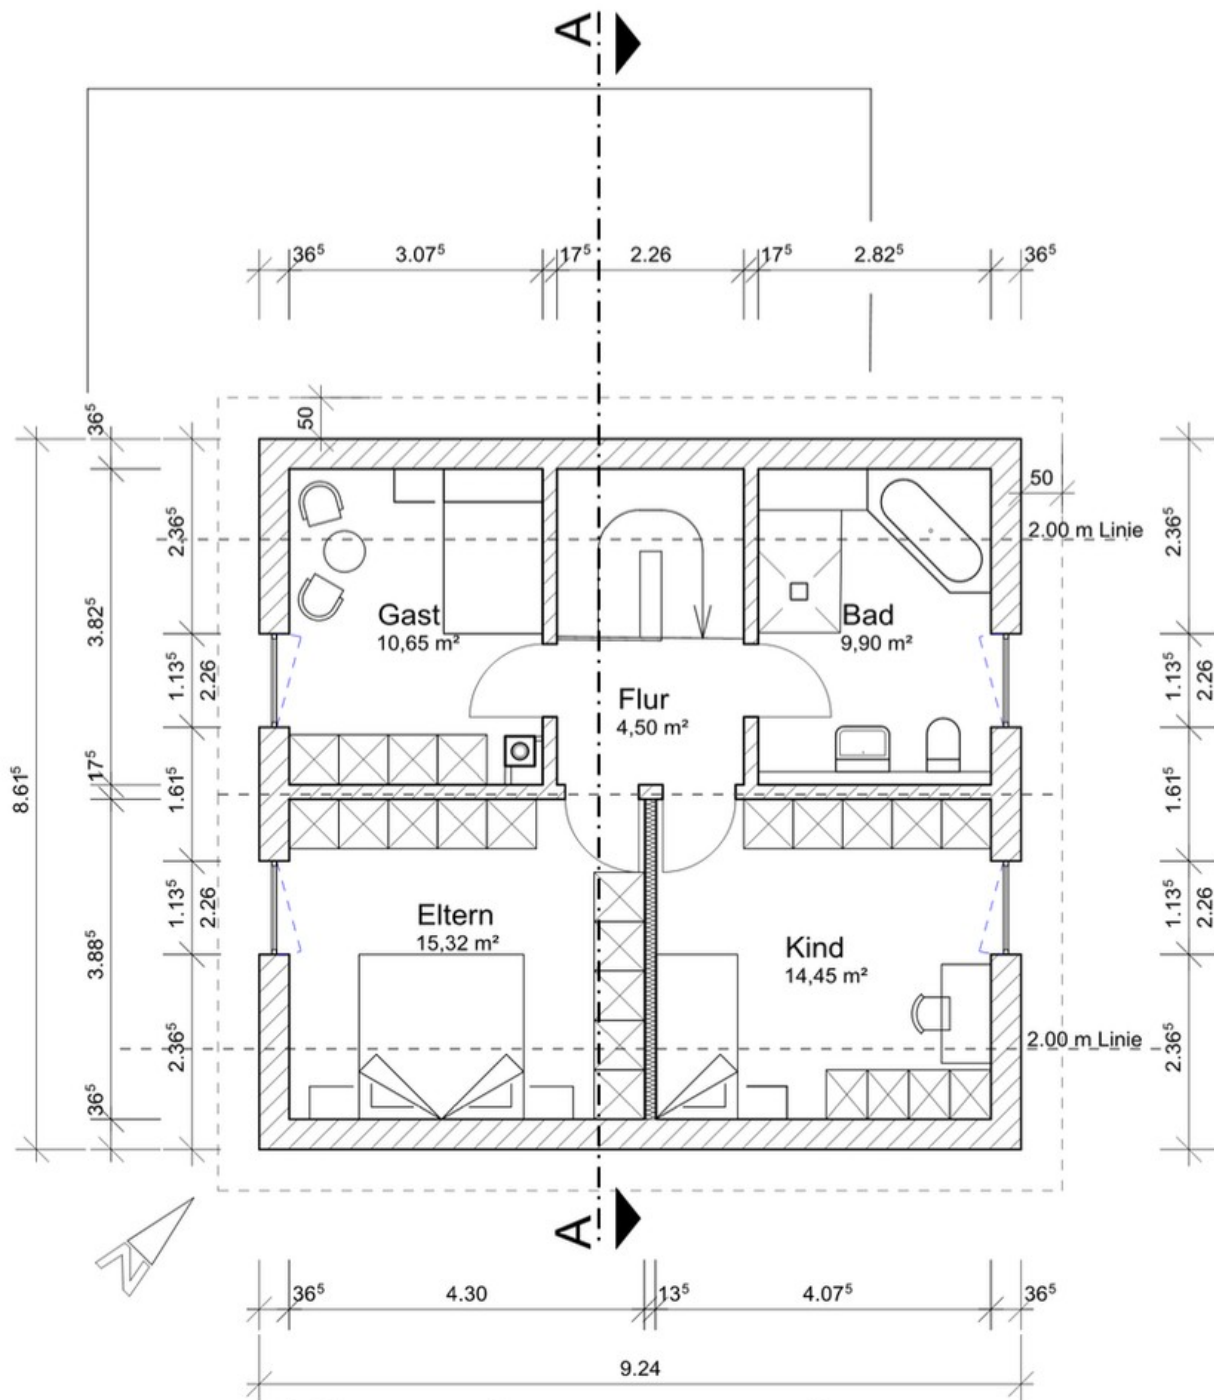 A
36⁵ 3.07⁵ 17⁵ 2.26 17⁵ 2.82⁵ 36⁵
50
36⁵
50
2.36⁵
2.00 m Linie
2.36⁵
3.82⁵
Gast
10,65 m²
Bad
9,90 m²
1.13⁵
2.26
1.13⁵
2.26
Flur
4,50 m²
17⁵
8.61⁵
1.61⁵
1.61⁵
1.13⁵
2.26
1.13⁵
2.26
Eltern
15,32 m²
Kind
14,45 m²
3.88⁵
2.36⁵
2.00 m Linie
2.36⁵
36⁵
A
N
36⁵ 4.30 13⁵ 4.07⁵ 36⁵
9.24